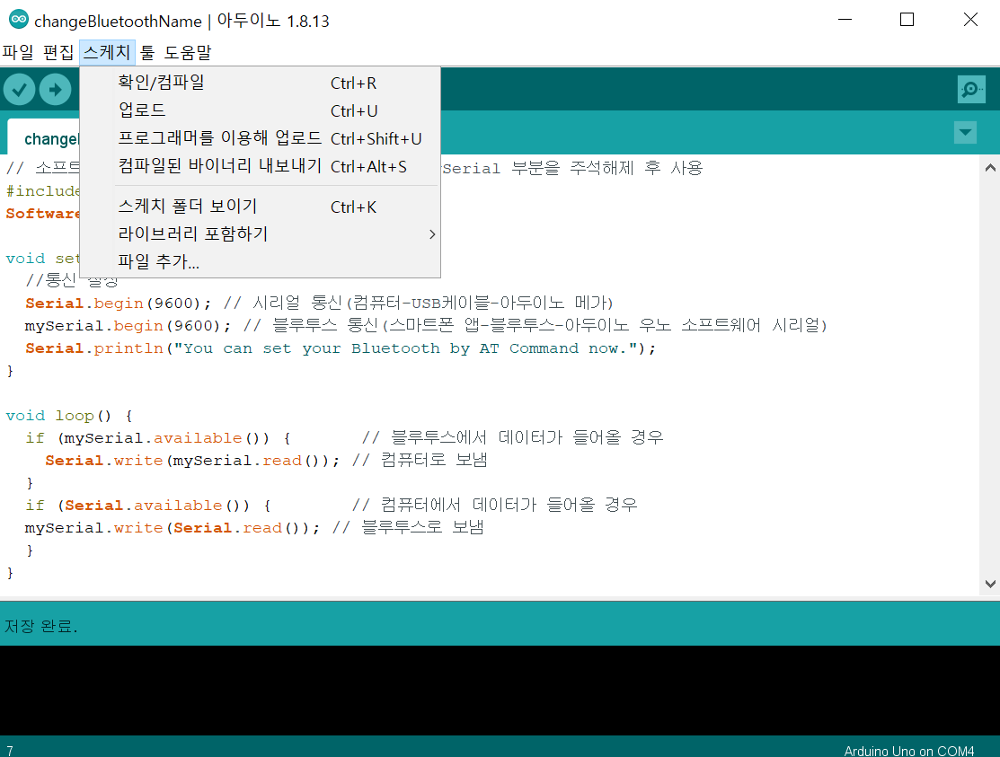 changeBluetoothName | 아두이노 1.8.13
파일 편집 스케치 툴 도움말
확인/컴파일 Ctrl+R
업로드 Ctrl+U
프로그래머를 이용해 업로드 Ctrl+Shift+U
컴파일된 바이너리 내보내기 Ctrl+Alt+S
스케치 폴더 보이기 Ctrl+K
라이브러리 포함하기
파일 추가...
// 소프트 Serial 부분을 주석해제 후 사용
#include
Software
void set
//통신 설정
Serial.begin(9600); // 시리얼 통신(컴퓨터-USB케이블-아두이노 메가)
mySerial.begin(9600); // 블루투스 통신(스마트폰 앱-블루투스-아두이노 우노 소프트웨어 시리얼)
Serial.println("You can set your Bluetooth by AT Command now.");
}
void loop() {
if (mySerial.available()) { // 블루투스에서 데이터가 들어올 경우
Serial.write(mySerial.read()); // 컴퓨터로 보냄
}
if (Serial.available()) { // 컴퓨터에서 데이터가 들어올 경우
mySerial.write(Serial.read()); // 블루투스로 보냄
}
}
저장 완료.
7 Arduino Uno on COM4